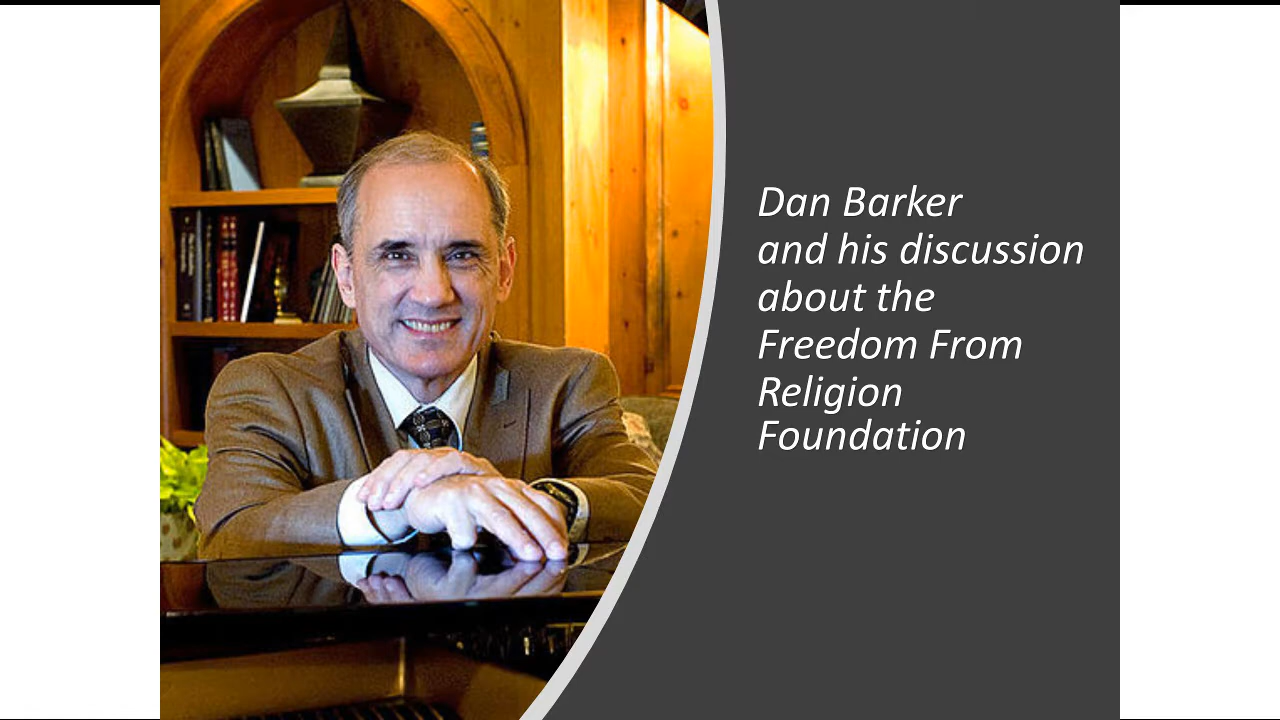 Dan Barker
and his discussion
about the
Freedom From
Religion
Foundation